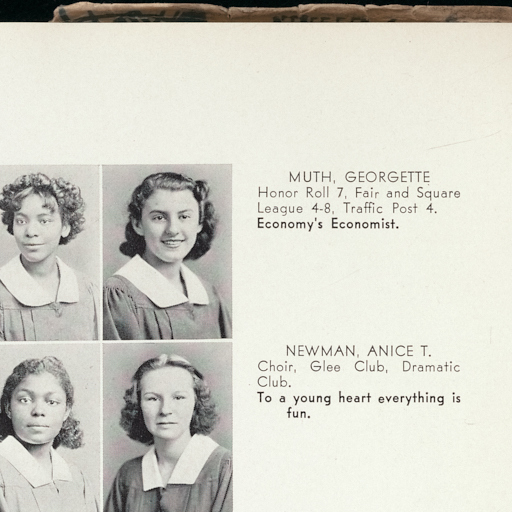 MUTH, GEORGETTE
Honor Roll 7, Fair and Square
League 4-8, Traffic Post 4.
Economy's Economist.
NEWMAN, ANICE T.
Choir, Glee Club, Dramatic
Club.
To a young heart everything is
fun.